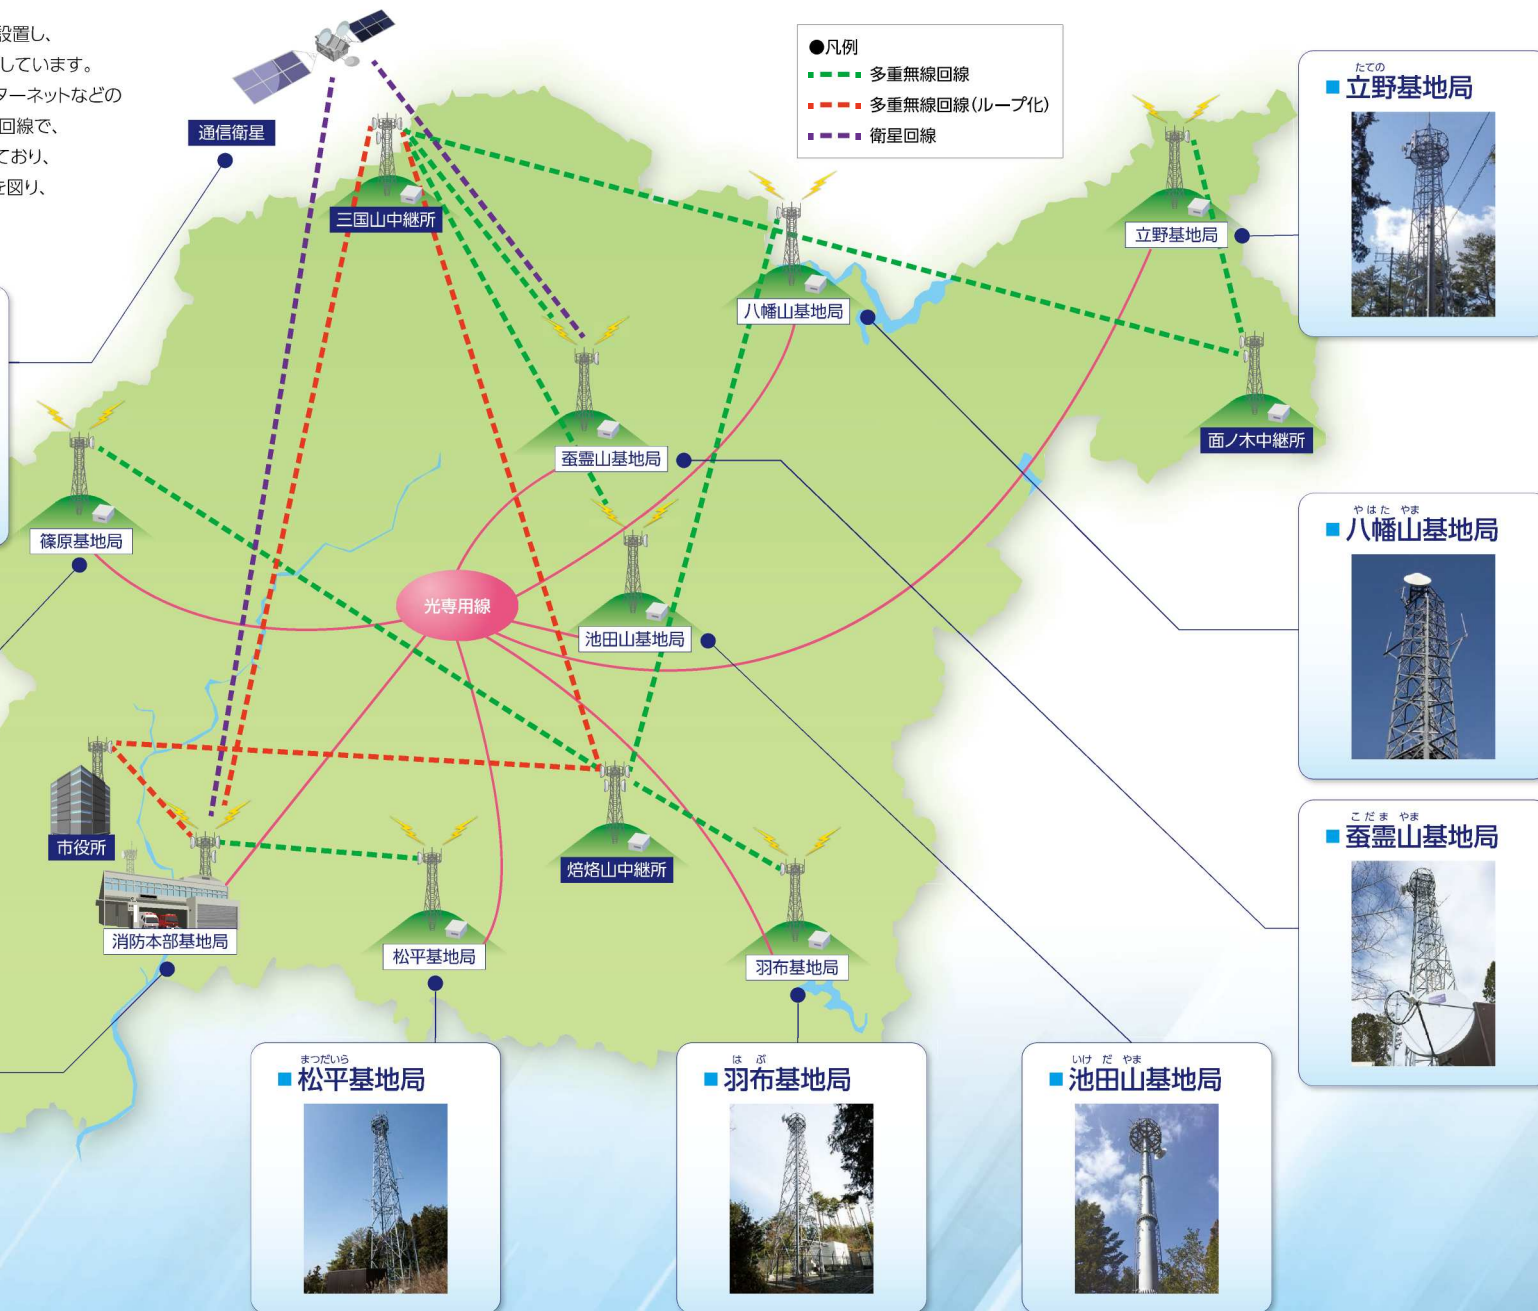 設置し、
しています。
ターネットなどの
回線で、
ており、
を図り、
●凡例
多重無線回線
多重無線回線(ループ化)
衛星回線
通信衛星
三国山中継所
八幡山基地局
立野基地局
面ノ木中継所
蚕霊山基地局
篠原基地局
光専用線
池田山基地局
市役所
焙烙山中継所
消防本部基地局
松平基地局
羽布基地局
たての
■立野基地局
やはた やま
■八幡山基地局
こだま やま
■蚕霊山基地局
まつだいら
■松平基地局
は ぶ
■羽布基地局
いけ だ やま
■池田山基地局